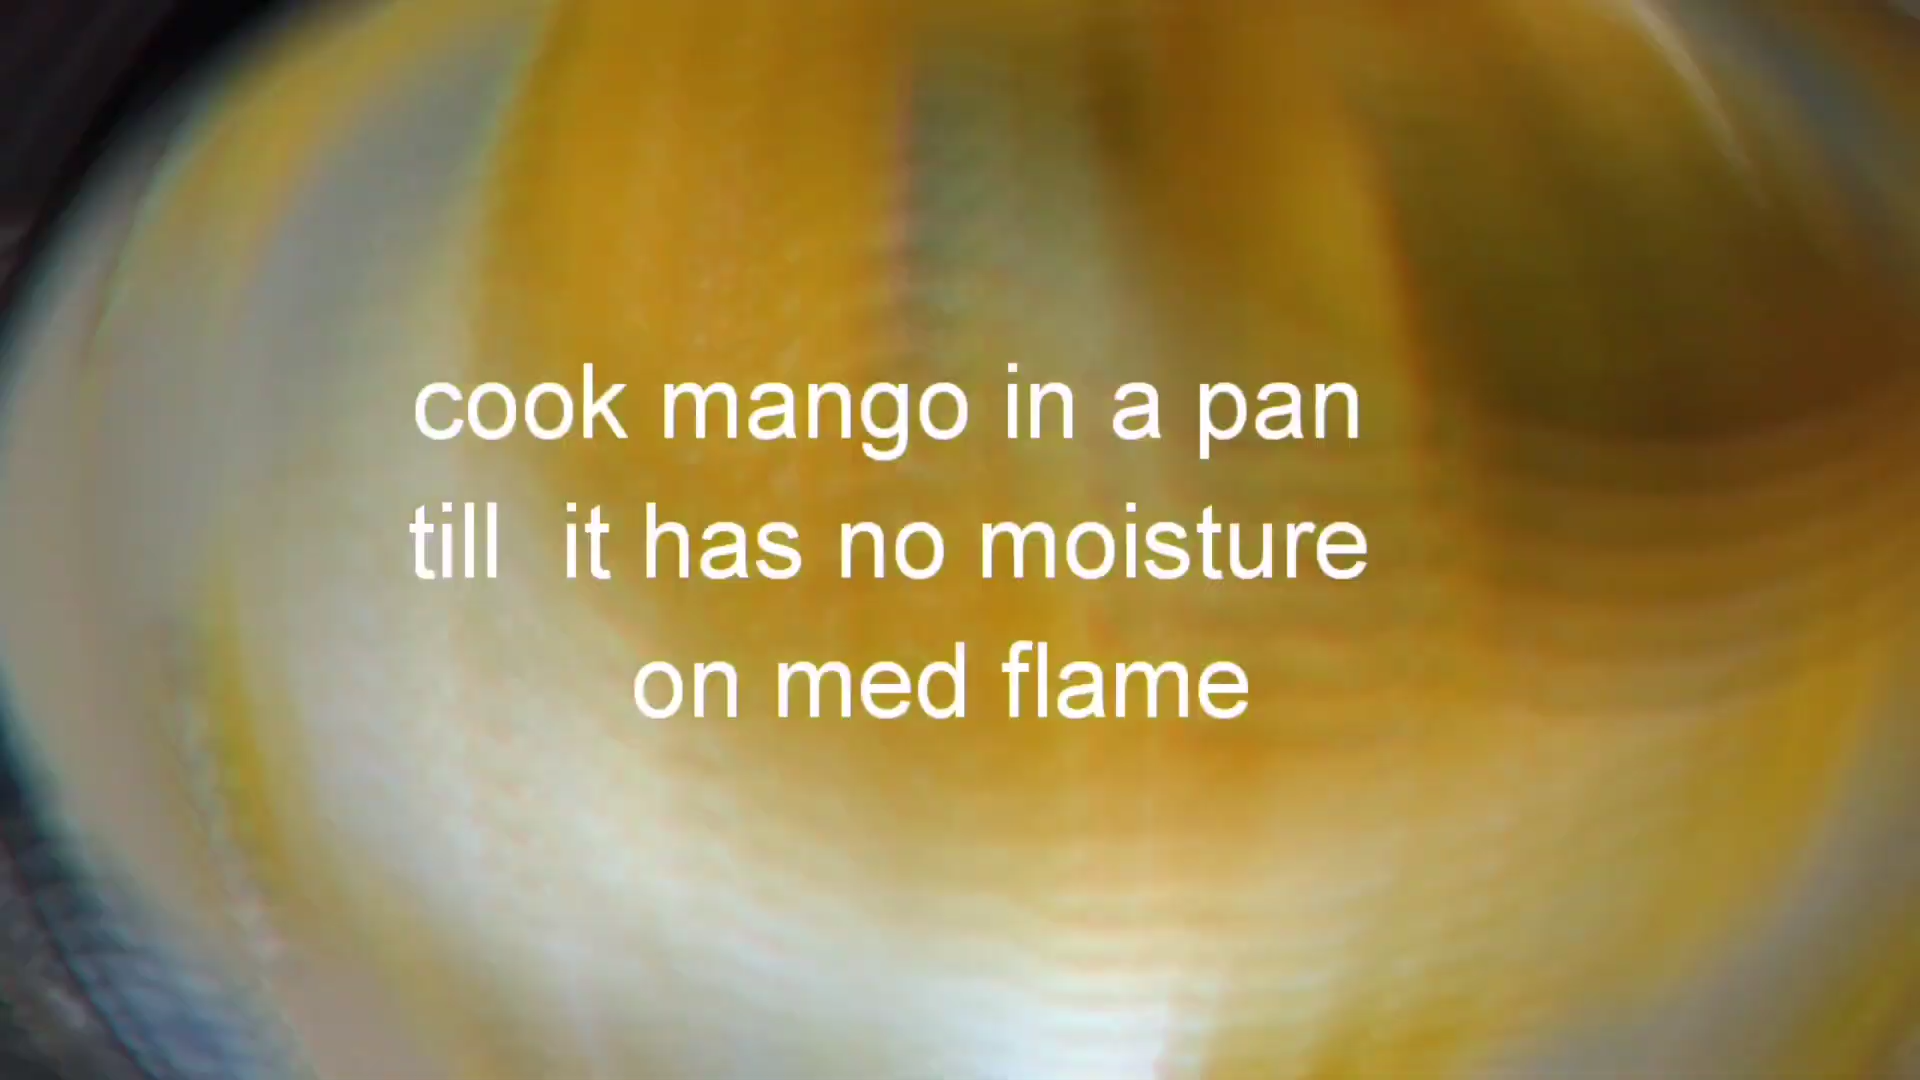 cook mango in a pan
till  it has no moisture
on med flame